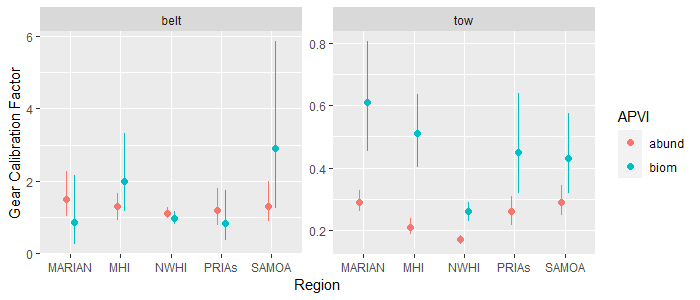 belt
tow
Gear Calibration Factor
6
4
2
0
0.8
0.6
0.4
0.2
MARIAN MHI NWHI PRIAs SAMOA
MARIAN MHI NWHI PRIAs SAMOA
Region
APVI
abund
biom